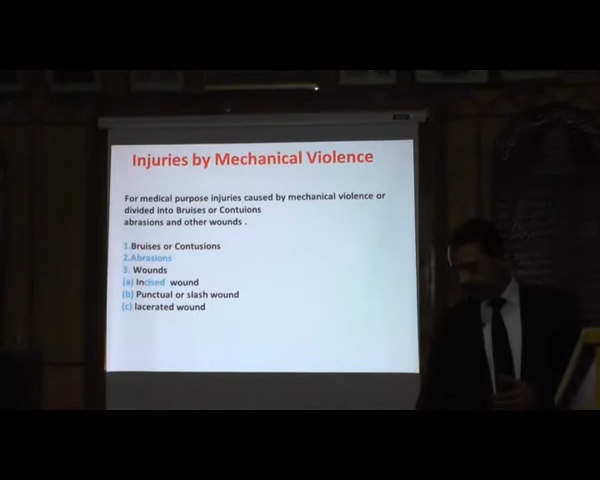 Injuries by Mechanical Violence
For medical purpose injuries caused by mechanical violence or
divided into Bruises or Contuions
abrasions and other wounds .
1.Bruises or Contusions
2.Abrasions
3. Wounds
(a) Incised wound
(b) Punctual or slash wound
(c) lacerated wound